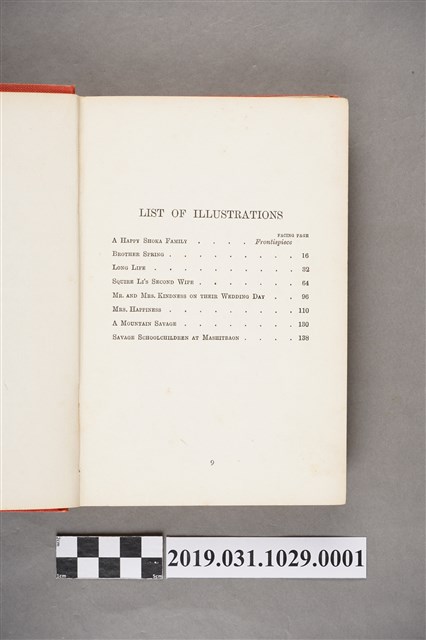 LIST OF ILLUSTRATIONS
FACING PAGE
A Happy Shoka Family . . . . Frontispiece
Brother Spring . . . . . . . . . 16
Long Life . . . . . . . . . . 32
Squire Li's Second Wife . . . . . . . 64
Mr. and Mrs. Kindness on their Wedding Day . . 96
Mrs. Happiness . . . . . . . . . 110
A Mountain Savage . . . . . . . . 130
Savage Schoolchildren at Mashitbaon . . . . 138
9
2019.031.1029.0001